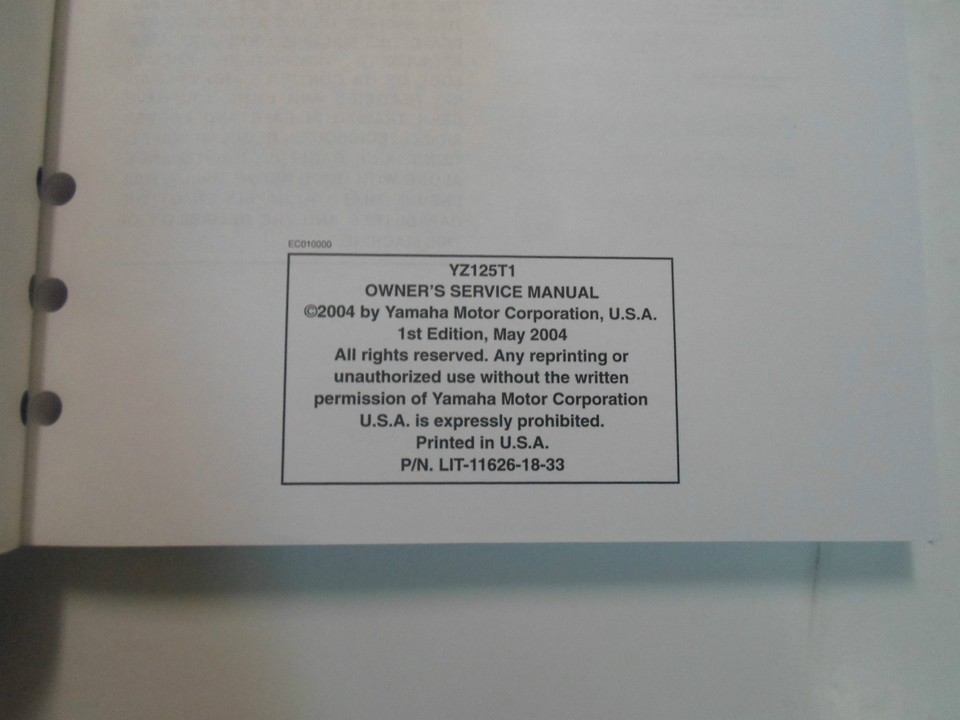 EC010000
YZ125T1
OWNER'S SERVICE MANUAL
©2004 by Yamaha Motor Corporation, U.S.A.
1st Edition, May 2004
All rights reserved. Any reprinting or
unauthorized use without the written
permission of Yamaha Motor Corporation
U.S.A. is expressly prohibited.
Printed in U.S.A.
P/N. LIT-11626-18-33